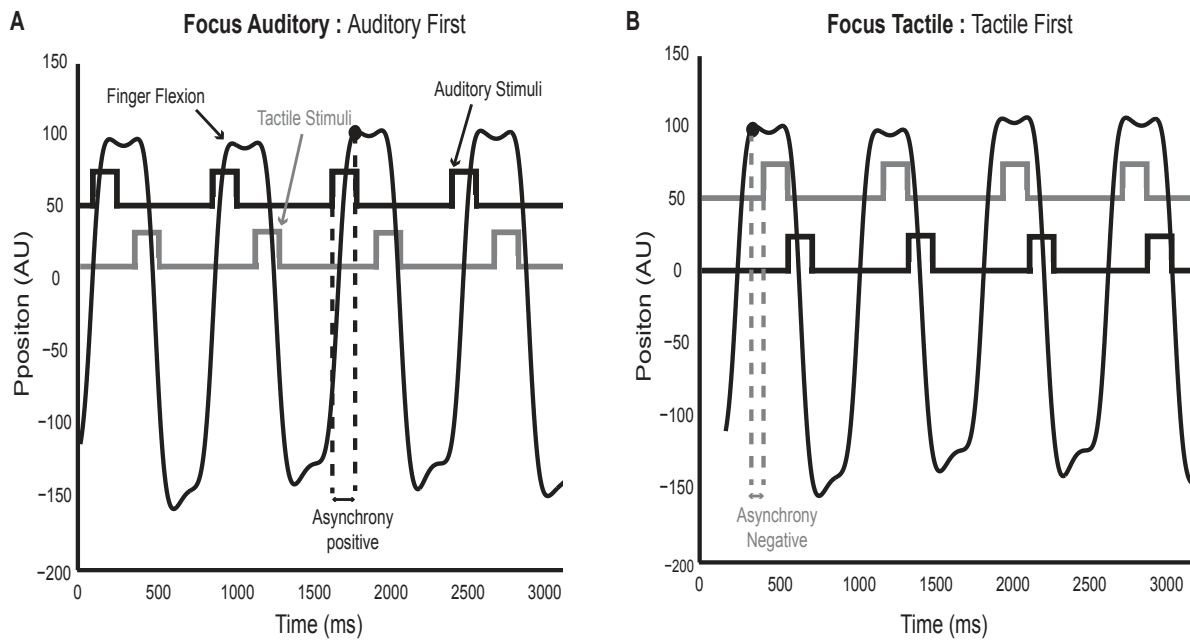 A
Focus Auditory : Auditory First
150
100
50
0
−50
−100
−150
−200
Ppositon (AU)
Finger Flexion
Tactile Stimuli
Auditory Stimuli
Asynchrony
positive
0 500 1000 1500 2000 2500 3000
Time (ms)
B
Focus Tactile : Tactile First
150
100
50
0
−50
−100
−150
−200
Positon (AU)
Asynchrony
Negative
0 500 1000 1500 2000 2500 3000
Time (ms)